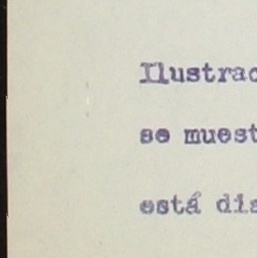 Ilustrac
se muest
está dis